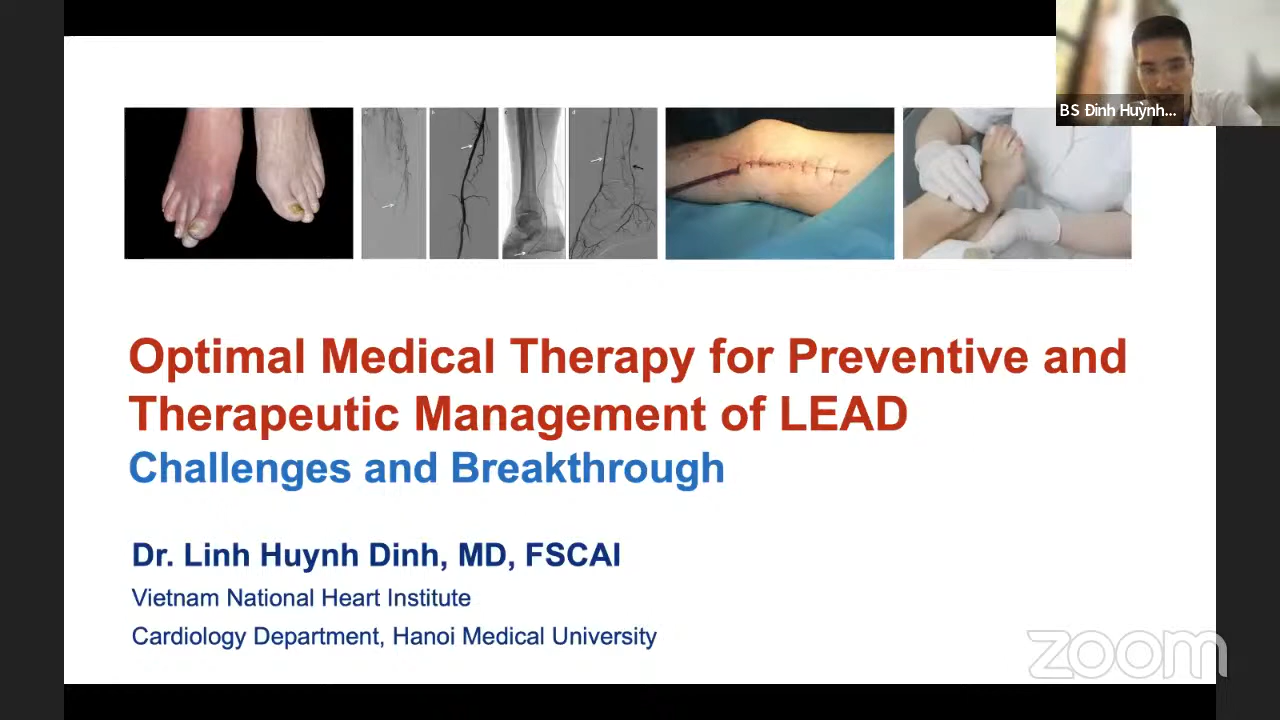 BS Đinh Huỳnh...
Optimal Medical Therapy for Preventive and
Therapeutic Management of LEAD
Challenges and Breakthrough
Dr. Linh Huynh Dinh, MD, FSCAI
Vietnam National Heart Institute
Cardiology Department, Hanoi Medical University
zoom